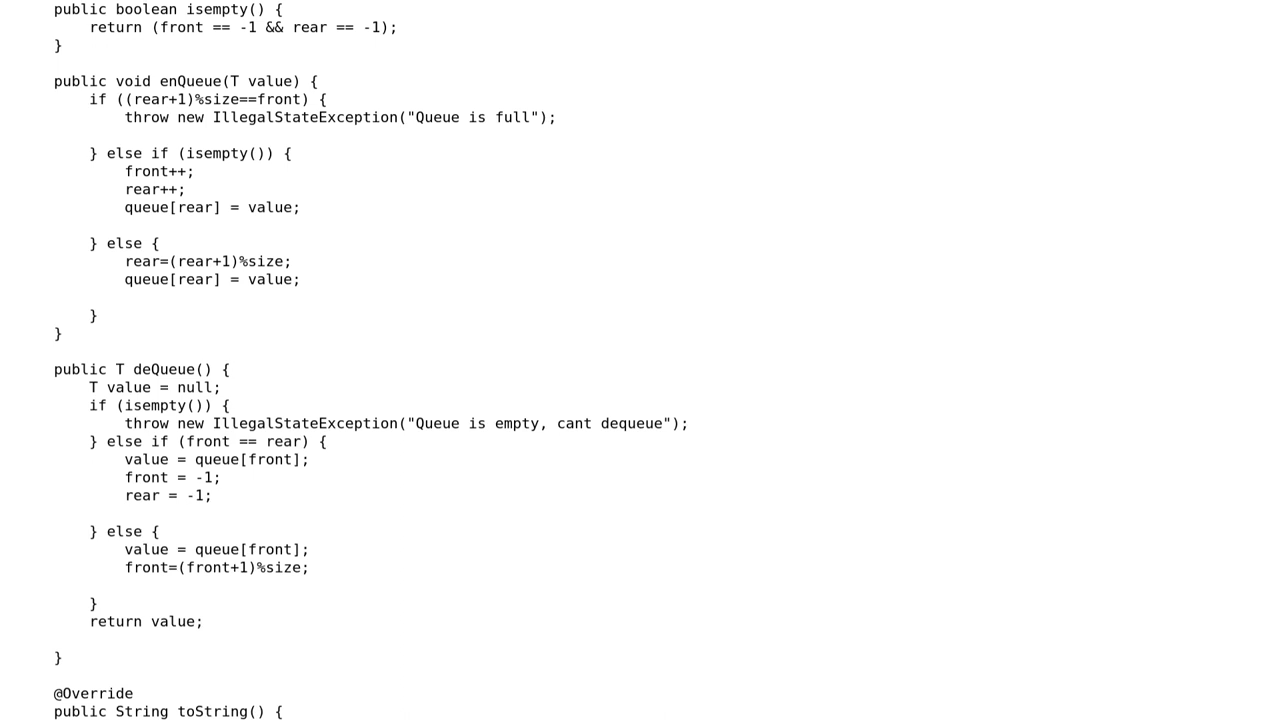 public boolean isempty() {
return (front == -1 && rear == -1);
}
public void enQueue(T value) {
if ((rear+1)%size==front) {
throw new IllegalStateException("Queue is full");
} else if (isempty()) {
front++;
rear++;
queue[rear] = value;
} else {
rear=(rear+1)%size;
queue[rear] = value;
}
}
public T deQueue() {
T value = null;
if (isempty()) {
throw new IllegalStateException("Queue is empty, cant dequeue");
} else if (front == rear) {
value = queue[front];
front = -1;
rear = -1;
} else {
value = queue[front];
front=(front+1)%size;
}
return value;
}
@Override
public String toString() {